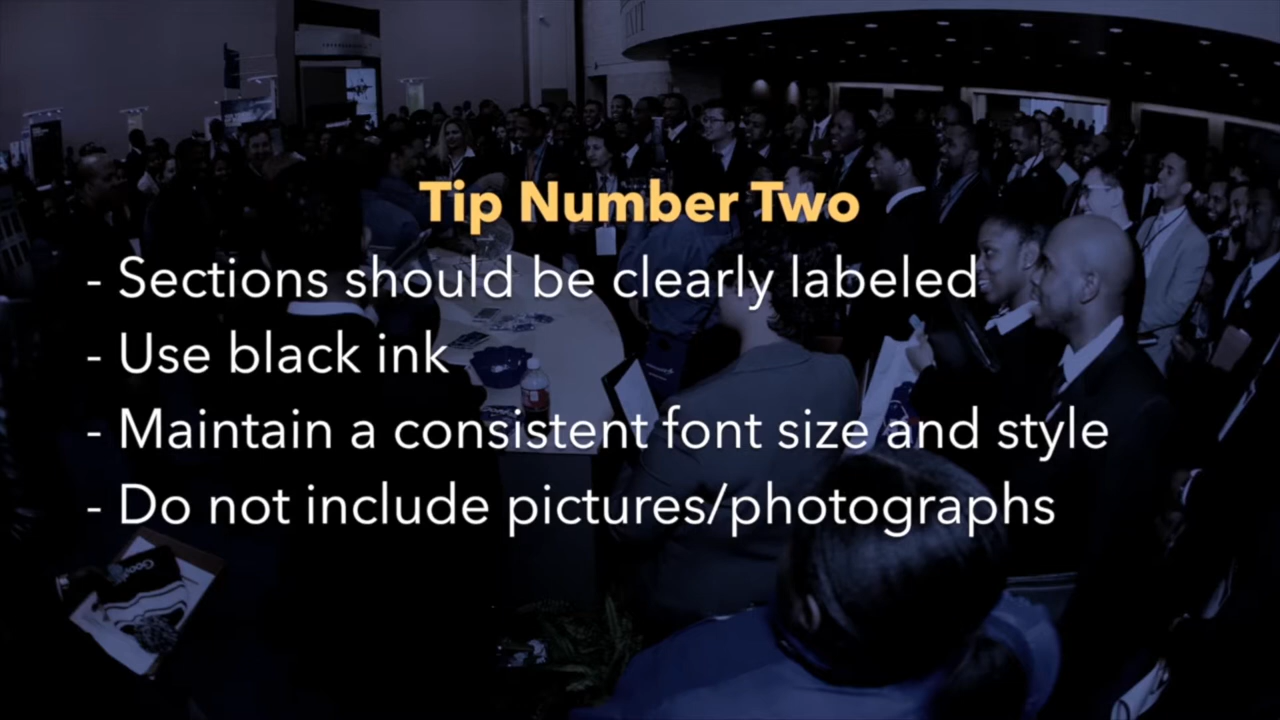 Tip Number Two
- Sections should be clearly labeled
- Use black ink
- Maintain a consistent font size and style
- Do not include pictures/photographs